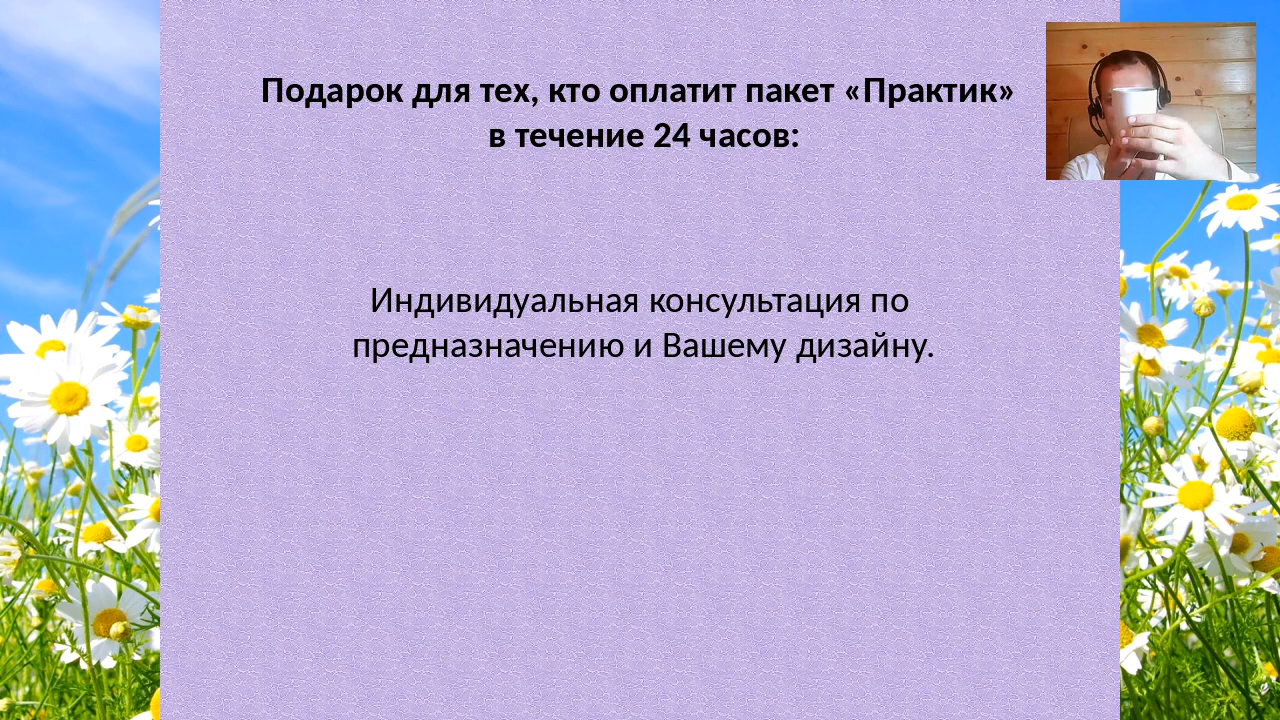 Подарок для тех, кто оплатит пакет «Практик»
в течение 24 часов:
Индивидуальная консультация по
предназначению и Вашему дизайну.